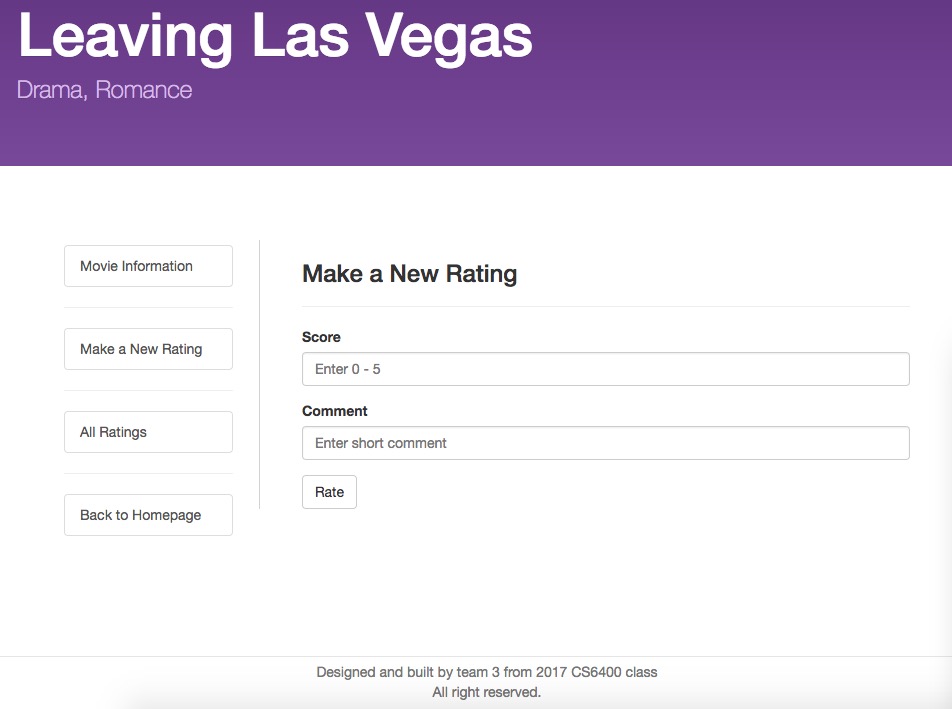 Leaving Las Vegas
Drama, Romance
Movie Information
Make a New Rating
All Ratings
Back to Homepage
Make a New Rating
Score
Enter 0 - 5
Comment
Enter short comment
Rate
Designed and built by team 3 from 2017 CS6400 class
All right reserved.